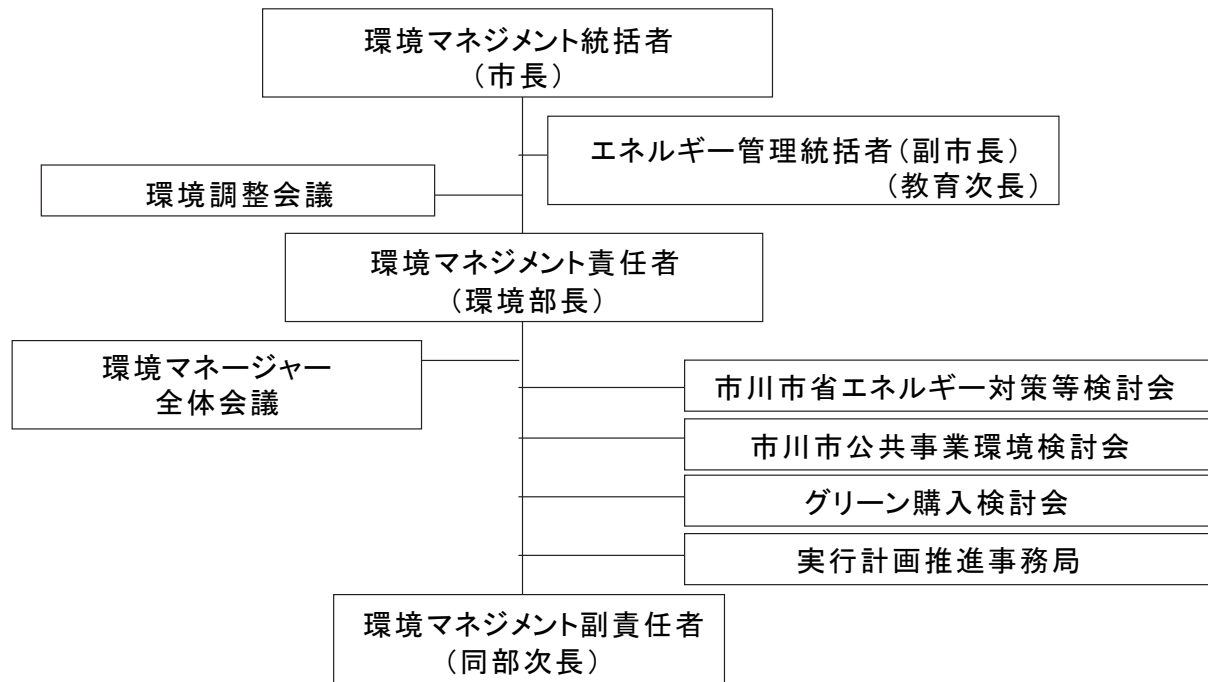 環境マネジメント統括者
（市長）
エネルギー管理統括者（副市長）
（教育次長）
環境調整会議
環境マネジメント責任者
（環境部長）
環境マネージャー
全体会議
市川市省エネルギー対策等検討会
市川市公共事業環境検討会
グリーン購入検討会
実行計画推進事務局
環境マネジメント副責任者
（同部次長）